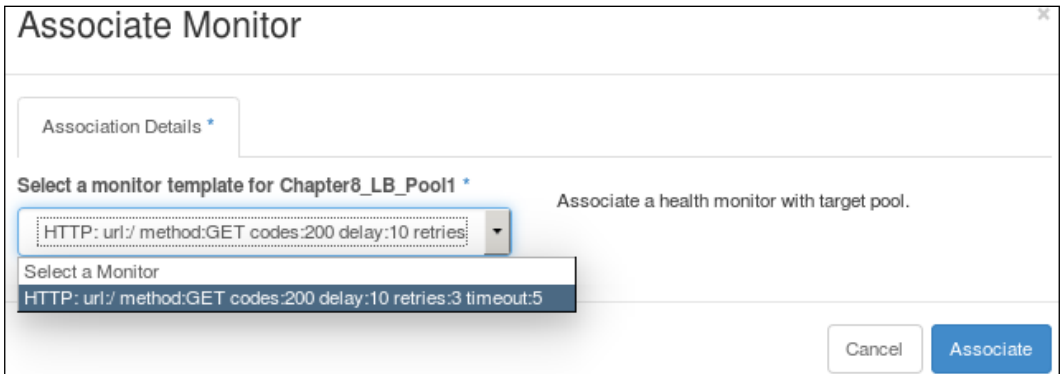 Associate Monitor
×
Association Details *
Select a monitor template for Chapter8_LB_Pool1 *
Associate a health monitor with target pool.
HTTP: url:/ method:GET codes:200 delay:10 retries
Select a Monitor
HTTP: url:/ method:GET codes:200 delay:10 retries:3 timeout:5
Cancel
Associate